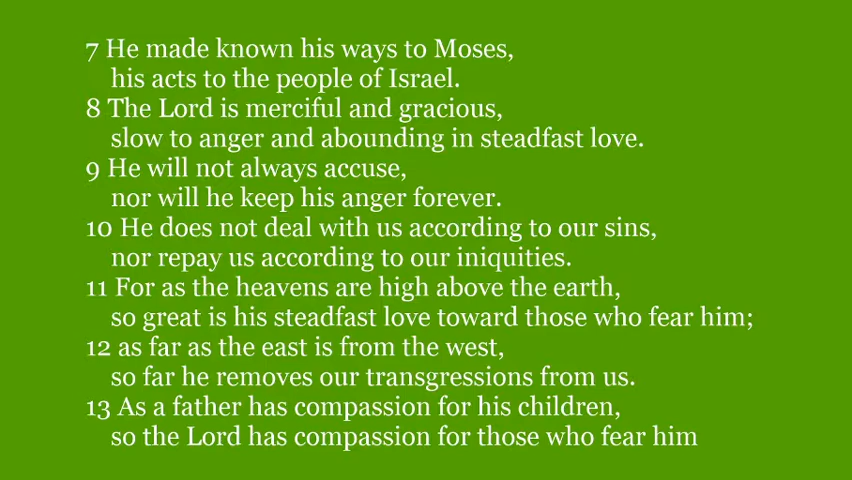 7 He made known his ways to Moses,
his acts to the people of Israel.
8 The Lord is merciful and gracious,
slow to anger and abounding in steadfast love.
9 He will not always accuse,
nor will he keep his anger forever.
10 He does not deal with us according to our sins,
nor repay us according to our iniquities.
11 For as the heavens are high above the earth,
so great is his steadfast love toward those who fear him;
12 as far as the east is from the west,
so far he removes our transgressions from us.
13 As a father has compassion for his children,
so the Lord has compassion for those who fear him